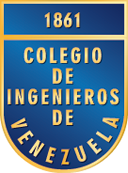 1861
COLEGIO
DE
INGENIEROS
DE
VENEZUELA